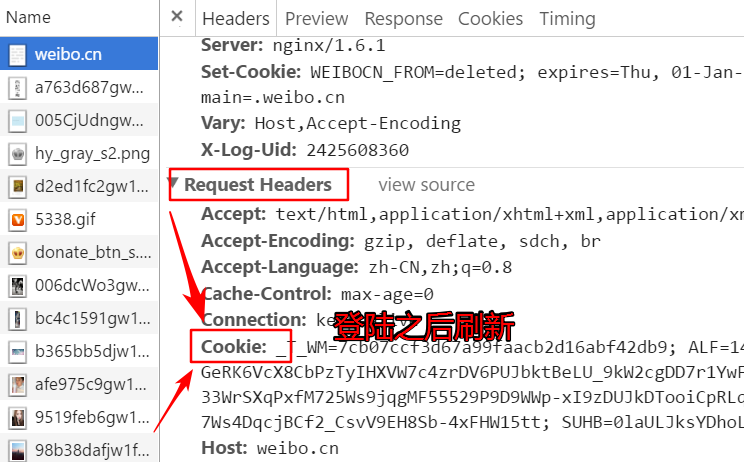 Name
× Headers Preview Response Cookies Timing
weibo.cn
a763d687gw...
005CjUdngw...
hy_gray_s2.png
d2ed1fc2gw1...
5338.gif
donate_btn_s....
006dcWo3gw...
bc4c1591gw1...
b365bb5djw1...
afe975c9gw1...
9519feb6gw1...
98b38dafjw1f...
Server: nginx/1.6.1
Set-Cookie: WEIBOCN_FROM=deleted; expires=Thu, 01-Jan-
main=.weibo.cn
Vary: Host,Accept-Encoding
X-Log-Uid: 2425608360
Request Headers view source
Accept: text/html,application/xhtml+xml,application/xm
Accept-Encoding: gzip, deflate, sdch, br
Accept-Language: zh-CN,zh;q=0.8
Cache-Control: max-age=0
Connection:
登陆之后刷新
Cookie: _T_WM=7cb07ccf3d67a99faacb2d16abf42db9; ALF=14
GeRK6VcX8CbPzTyIHXVW7c4zrDV6PUJbktBeLU_9kW2cgDD7r1YwF
33WrSXqPxfM725Ws9jqgMF55529P9D9WWp-xI9zDUJkDTooiCpRLd
7Ws4DqcjBCf2_CsvV9EH8Sb-4xFHW15tt; SUHB=0laULJksYDhoL
Host: weibo.cn